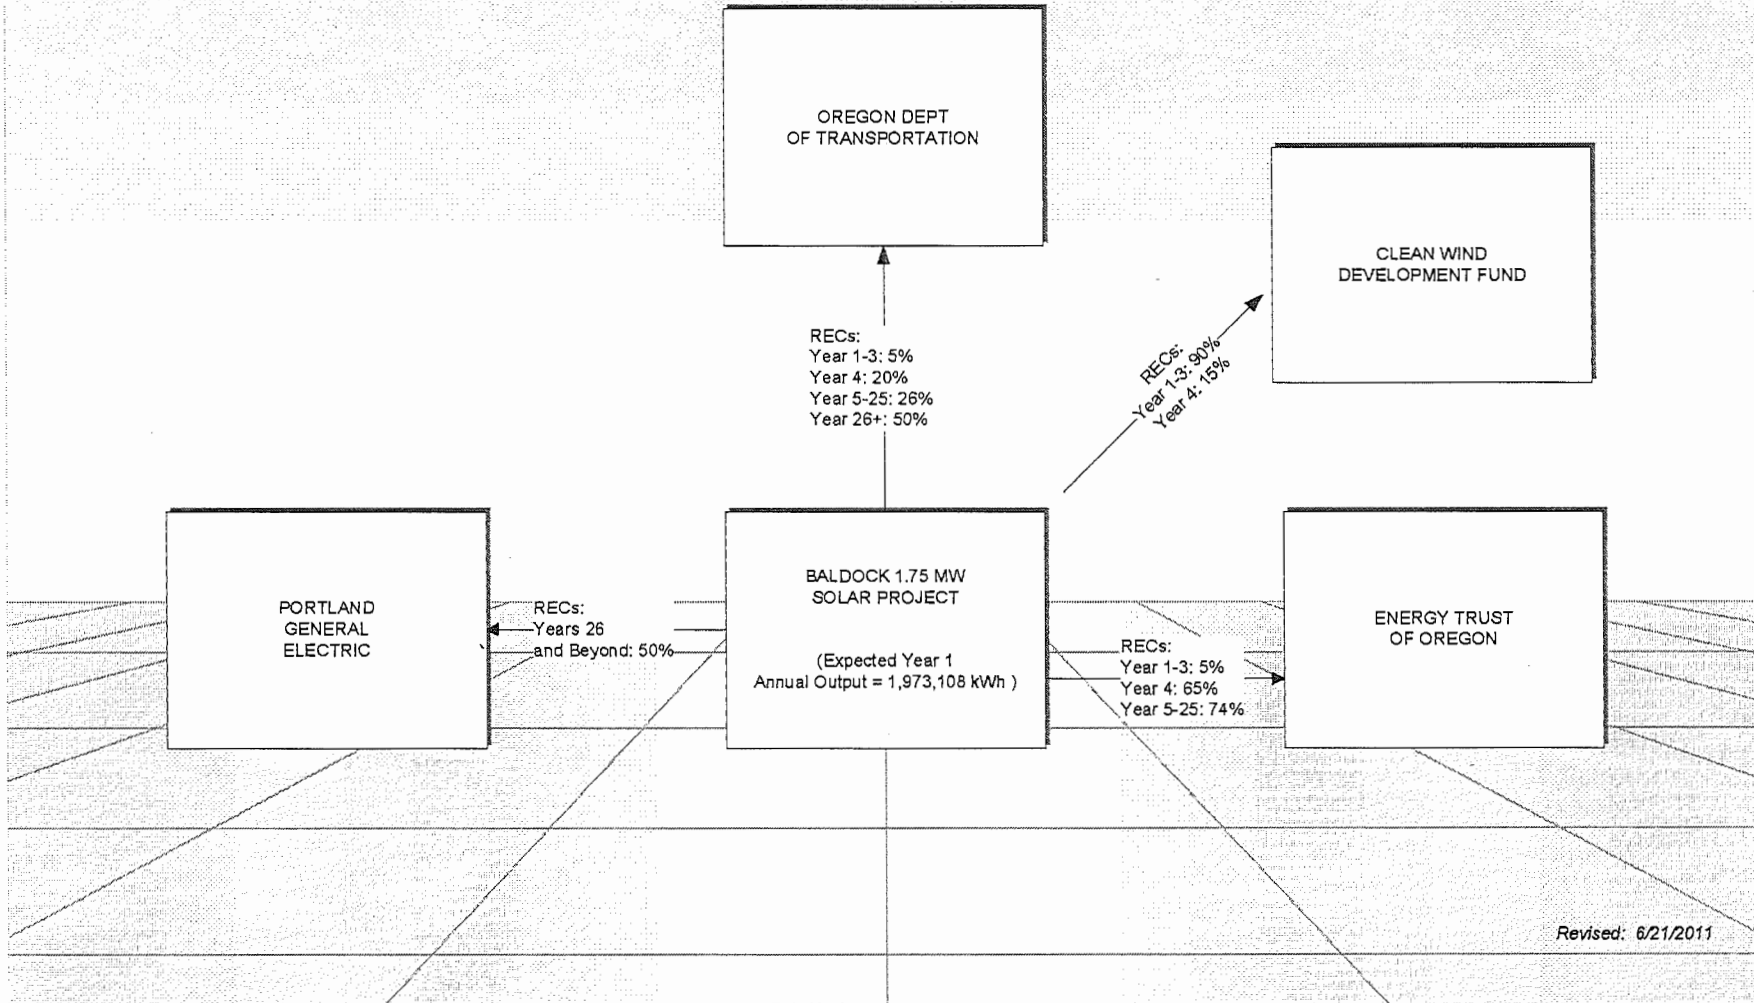 OREGON DEPT
OF TRANSPORTATION
CLEAN WIND
DEVELOPMENT FUND
RECs:
Year 1-3: 5%
Year 4: 20%
Year 5-25: 26%
Year 26+: 50%
RECs:
Year 1-3: 90%
Year 4: 15%
PORTLAND
GENERAL
ELECTRIC
RECs:
Years 26
and Beyond: 50%
BALDOCK 1.75 MW
SOLAR PROJECT
(Expected Year 1
Annual Output = 1,973,108 kWh )
RECs:
Year 1-3: 5%
Year 4: 65%
Year 5-25: 74%
ENERGY TRUST
OF OREGON
Revised: 6/21/2011